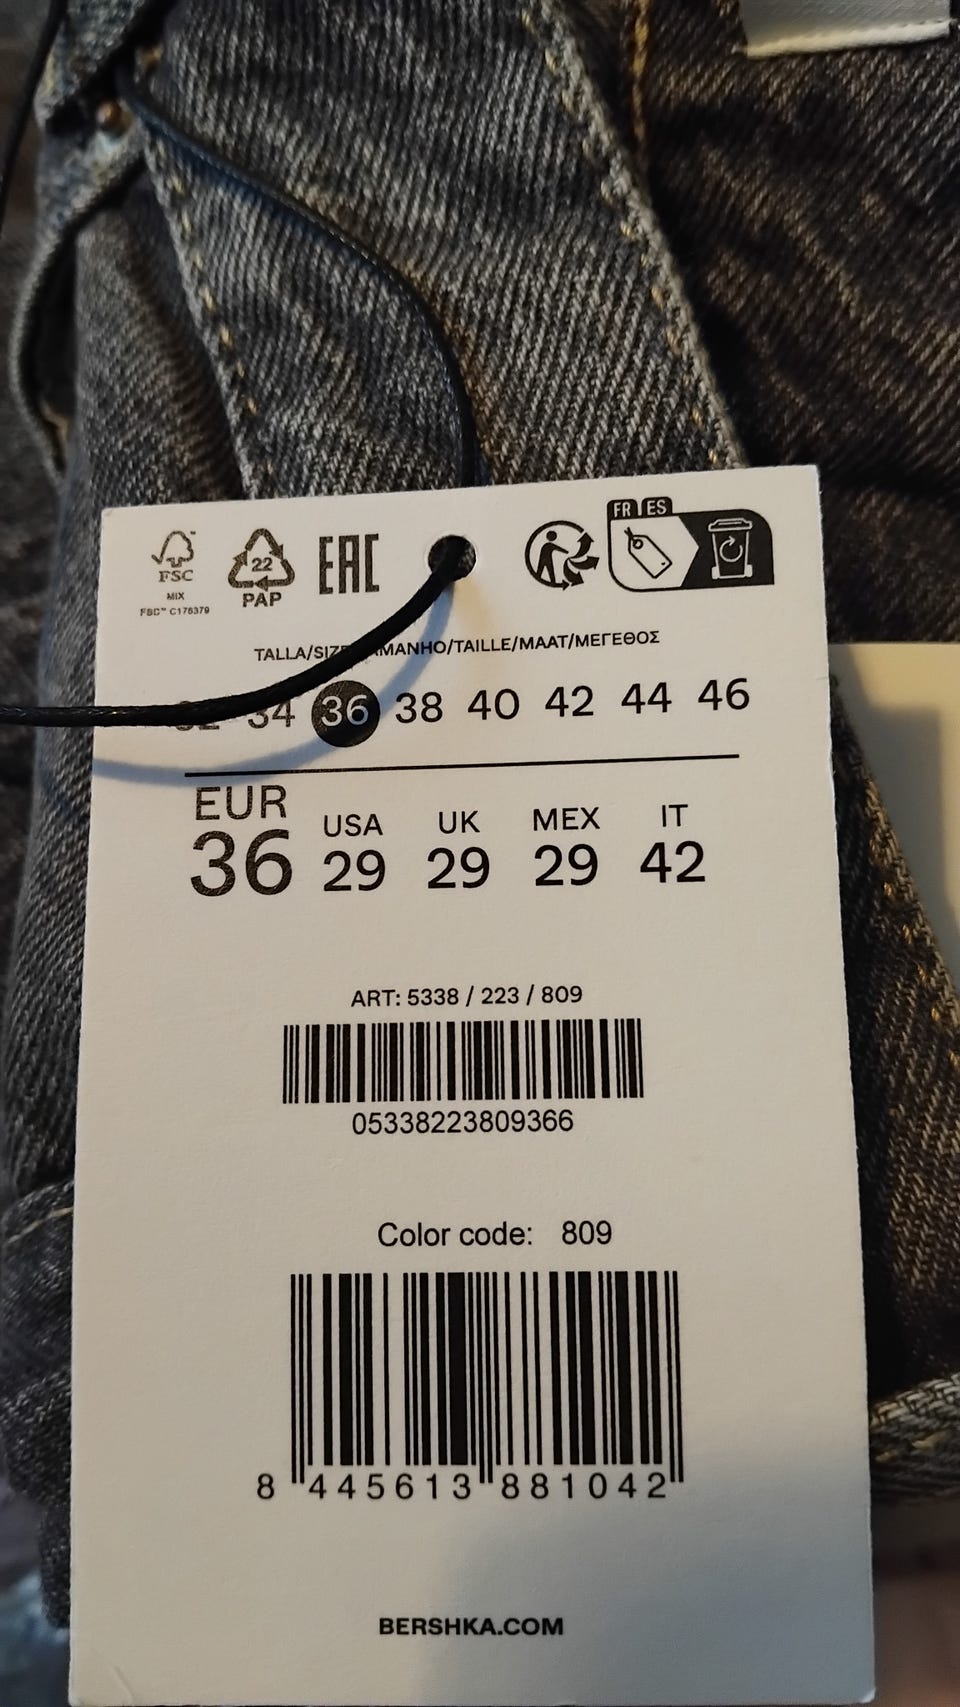 FSC
MIX
FSC™ C176379
22
PAP
EAC
FR ES
TALLA/SIZE/TAMANHO/TAILLE/MAAT/ΜΕΓΕΘΟΣ
32 34 36 38 40 42 44 46
EUR USA UK MEX IT
36 29 29 29 42
ART: 5338 / 223 / 809
05338223809366
Color code: 809
8 445613 881042
BERSHKA.COM